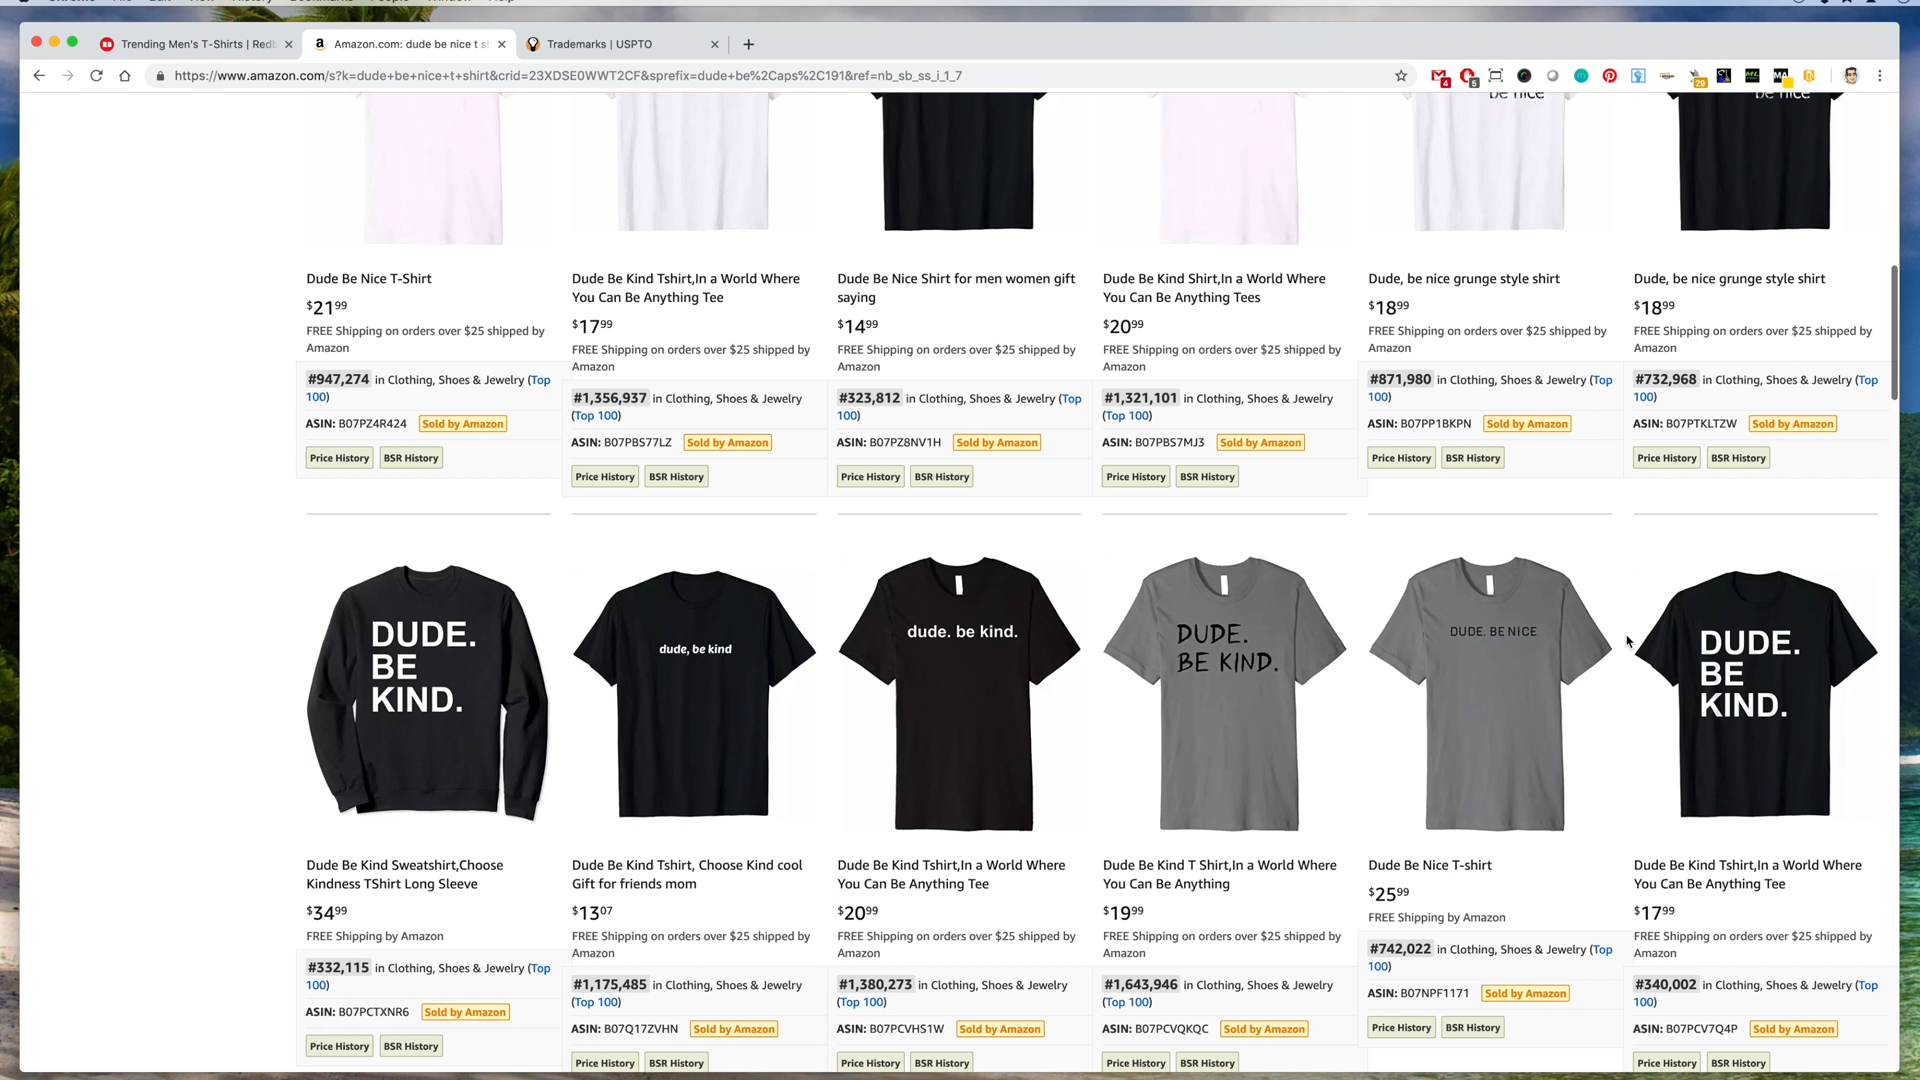 Trending Men's T-Shirts | Redb
Amazon.com: dude be nice t s
Trademarks | USPTO
https://www.amazon.com/s?k=dude+be+nice+t+shirt&crid=23XDSE0WWT2CF&sprefix=dude+be%2Caps%2C191&ref=nb_sb_ss_i_1_7
4
5
29
be nice
be nice
Dude Be Nice T-Shirt
$21.99
FREE Shipping on orders over $25 shipped by
Amazon
#947,274 in Clothing, Shoes & Jewelry (Top
100)
ASIN: B07PZ4R424 Sold by Amazon
Price History BSR History
Dude Be Kind Tshirt,In a World Where
You Can Be Anything Tee
$17.99
FREE Shipping on orders over $25 shipped by
Amazon
#1,356,937 in Clothing, Shoes & Jewelry
(Top 100)
ASIN: B07PBS77LZ Sold by Amazon
Price History BSR History
Dude Be Nice Shirt for men women gift
saying
$14.99
FREE Shipping on orders over $25 shipped by
Amazon
#323,812 in Clothing, Shoes & Jewelry (Top
100)
ASIN: B07PZ8NV1H Sold by Amazon
Price History BSR History
Dude Be Kind Shirt,In a World Where
You Can Be Anything Tees
$20.99
FREE Shipping on orders over $25 shipped by
Amazon
#1,321,101 in Clothing, Shoes & Jewelry
(Top 100)
ASIN: B07PBS7MJ3 Sold by Amazon
Price History BSR History
Dude, be nice grunge style shirt
$18.99
FREE Shipping on orders over $25 shipped by
Amazon
#871,980 in Clothing, Shoes & Jewelry (Top
100)
ASIN: B07PP1BKPN Sold by Amazon
Price History BSR History
Dude, be nice grunge style shirt
$18.99
FREE Shipping on orders over $25 shipped by
Amazon
#732,968 in Clothing, Shoes & Jewelry (Top
100)
ASIN: B07PTKLTZW Sold by Amazon
Price History BSR History
DUDE.
BE
KIND.
Dude Be Kind Sweatshirt,Choose
Kindness TShirt Long Sleeve
$34.99
FREE Shipping by Amazon
#332,115 in Clothing, Shoes & Jewelry (Top
100)
ASIN: B07PCTXNR6 Sold by Amazon
Price History BSR History
dude, be kind
Dude Be Kind Tshirt, Choose Kind cool
Gift for friends mom
$13.07
FREE Shipping on orders over $25 shipped by
Amazon
#1,175,485 in Clothing, Shoes & Jewelry
(Top 100)
ASIN: B07Q17ZVHN Sold by Amazon
Price History BSR History
dude. be kind.
Dude Be Kind Tshirt,In a World Where
You Can Be Anything Tee
$20.99
FREE Shipping on orders over $25 shipped by
Amazon
#1,380,273 in Clothing, Shoes & Jewelry
(Top 100)
ASIN: B07PCVHS1W Sold by Amazon
Price History BSR History
DUDE.
BE KIND.
Dude Be Kind T Shirt,In a World Where
You Can Be Anything
$19.99
FREE Shipping on orders over $25 shipped by
Amazon
#1,643,946 in Clothing, Shoes & Jewelry
(Top 100)
ASIN: B07PCVQKQC Sold by Amazon
Price History BSR History
DUDE. BE NICE
Dude Be Nice T-shirt
$25.99
FREE Shipping by Amazon
#742,022 in Clothing, Shoes & Jewelry (Top
100)
ASIN: B07NPF1171 Sold by Amazon
Price History BSR History
DUDE.
BE
KIND.
Dude Be Kind Tshirt,In a World Where
You Can Be Anything Tee
$17.99
FREE Shipping on orders over $25 shipped by
Amazon
#340,002 in Clothing, Shoes & Jewelry (Top
100)
ASIN: B07PCV7Q4P Sold by Amazon
Price History BSR History